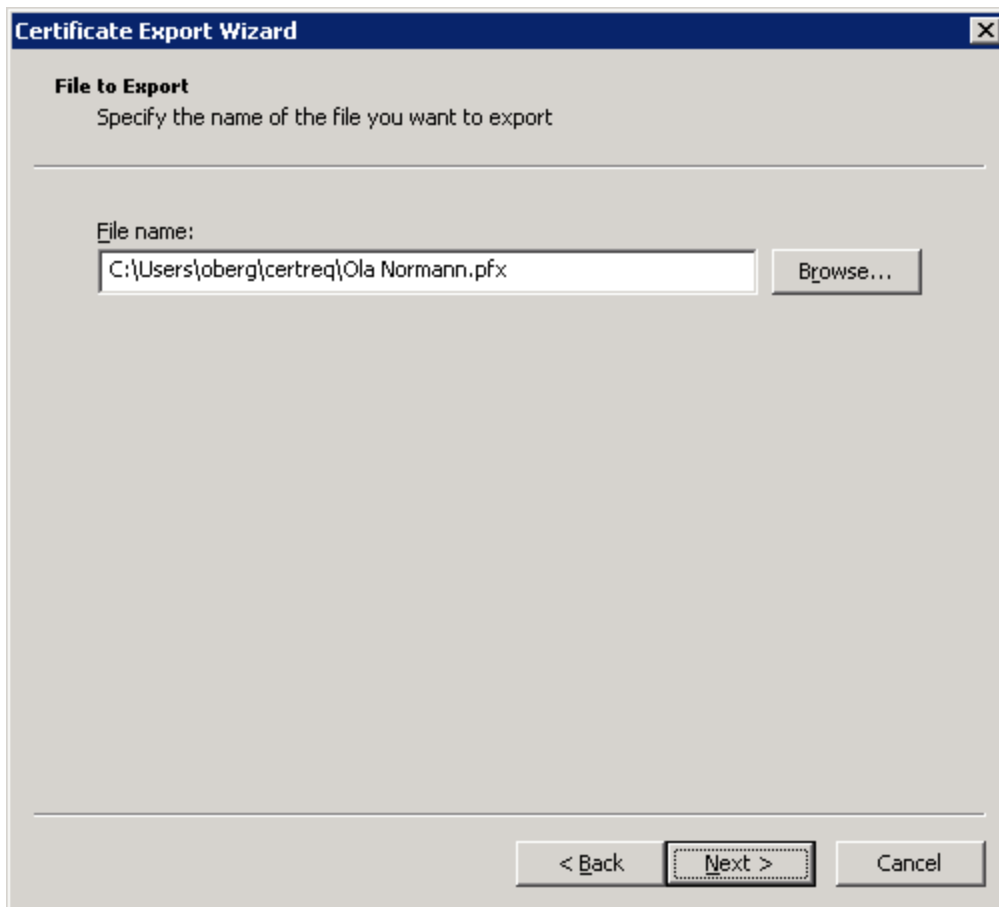 Certificate Export Wizard
File to Export
Specify the name of the file you want to export
File name:
C:\Users\oberg\certreq\Ola Normann.pfx
Browse...
< Back
Next >
Cancel